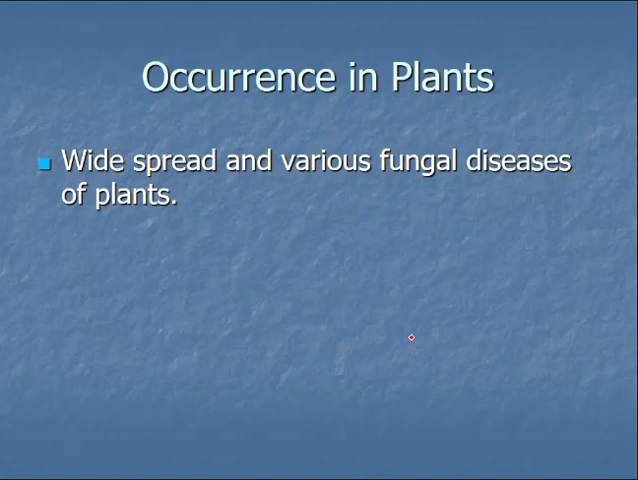 Occurrence in Plants
Wide spread and various fungal diseases
of plants.